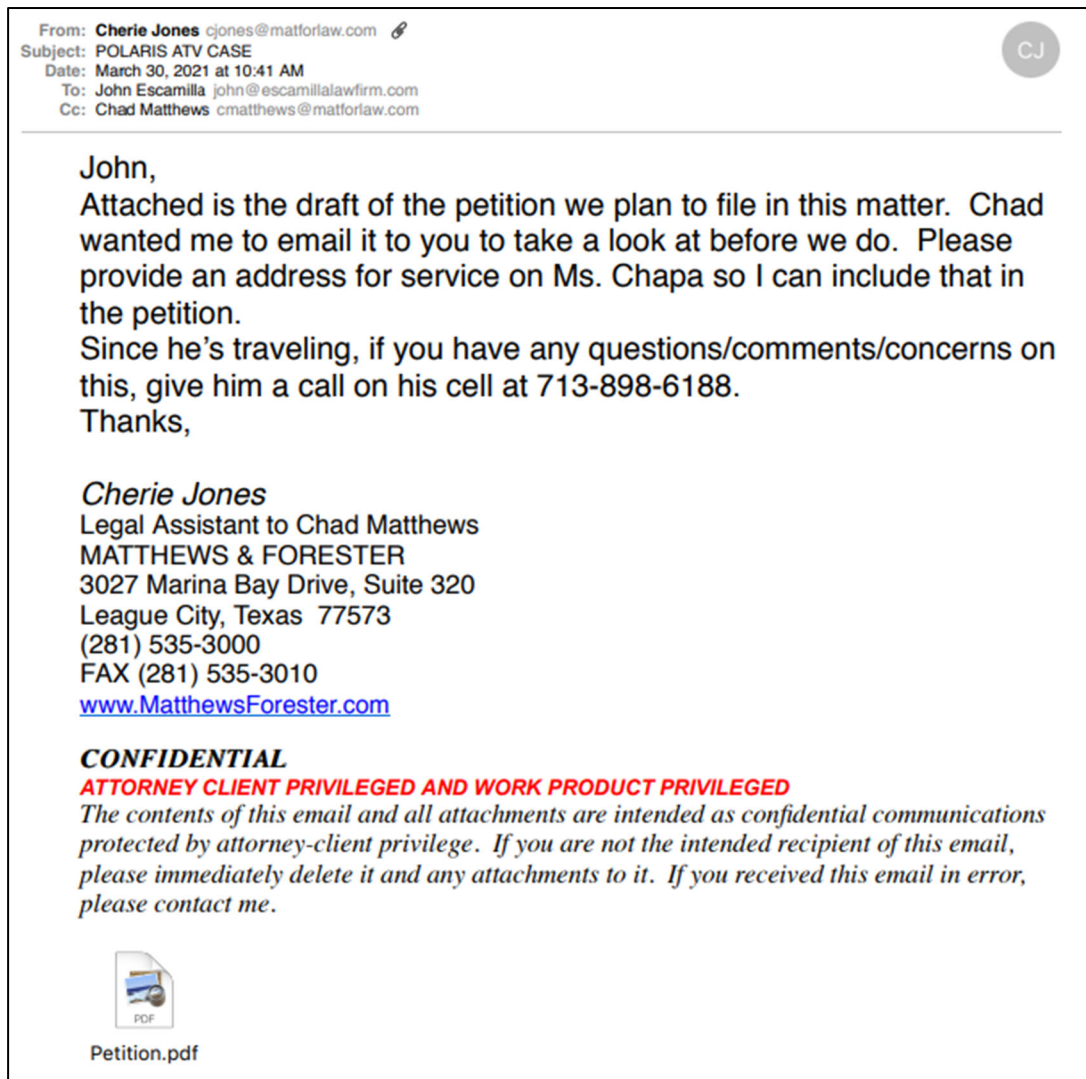 From: Cherie Jones cjones@matforlaw.com
CJ
Subject: POLARIS ATV CASE
Date: March 30, 2021 at 10:41 AM
To: John Escamilla john@escamillalawfirm.com
Cc: Chad Matthews cmatthews@matforlaw.com
John,
Attached is the draft of the petition we plan to file in this matter.  Chad
wanted me to email it to you to take a look at before we do.  Please
provide an address for service on Ms. Chapa so I can include that in
the petition.
Since he’s traveling, if you have any questions/comments/concerns on
this, give him a call on his cell at 713-898-6188.
Thanks,
Cherie Jones
Legal Assistant to Chad Matthews
MATTHEWS & FORESTER
3027 Marina Bay Drive, Suite 320
League City, Texas  77573
(281) 535-3000
FAX (281) 535-3010
www.MatthewsForester.com
CONFIDENTIAL
ATTORNEY CLIENT PRIVILEGED AND WORK PRODUCT PRIVILEGED
The contents of this email and all attachments are intended as confidential communications
protected by attorney-client privilege.  If you are not the intended recipient of this email,
please immediately delete it and any attachments to it.  If you received this email in error,
please contact me.
PDF
Petition.pdf